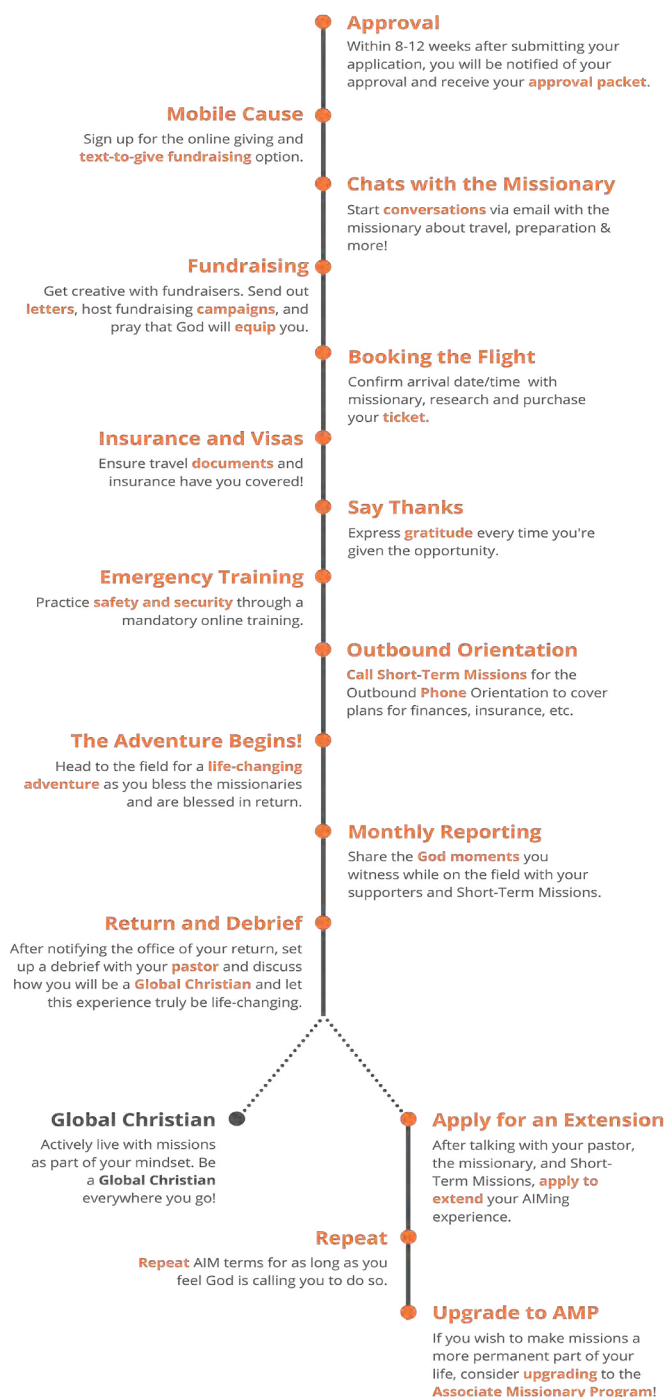 Approval
Within 8-12 weeks after submitting your
application, you will be notified of your
approval and receive your approval packet.
Mobile Cause
Sign up for the online giving and
text-to-give fundraising option.
Chats with the Missionary
Start conversations via email with the
missionary about travel, preparation &
more!
Fundraising
Get creative with fundraisers. Send out
letters, host fundraising campaigns, and
pray that God will equip you.
Booking the Flight
Confirm arrival date/time with
missionary, research and purchase
your ticket.
Insurance and Visas
Ensure travel documents and
insurance have you covered!
Say Thanks
Express gratitude every time you're
given the opportunity.
Emergency Training
Practice safety and security through a
mandatory online training.
Outbound Orientation
Call Short-Term Missions for the
Outbound Phone Orientation to cover
plans for finances, insurance, etc.
The Adventure Begins!
Head to the field for a life-changing
adventure as you bless the missionaries
and are blessed in return.
Monthly Reporting
Share the God moments you
witness while on the field with your
supporters and Short-Term Missions.
Return and Debrief
After notifying the office of your return, set
up a debrief with your pastor and discuss
how you will be a Global Christian and let
this experience truly be life-changing.
Global Christian
Actively live with missions
as part of your mindset. Be
a Global Christian
everywhere you go!
Apply for an Extension
After talking with your pastor,
the missionary, and Short-
Term Missions, apply to
extend your AIMing
experience.
Repeat
Repeat AIM terms for as long as you
feel God is calling you to do so.
Upgrade to AMP
If you wish to make missions a
more permanent part of your
life, consider upgrading to the
Associate Missionary Program!